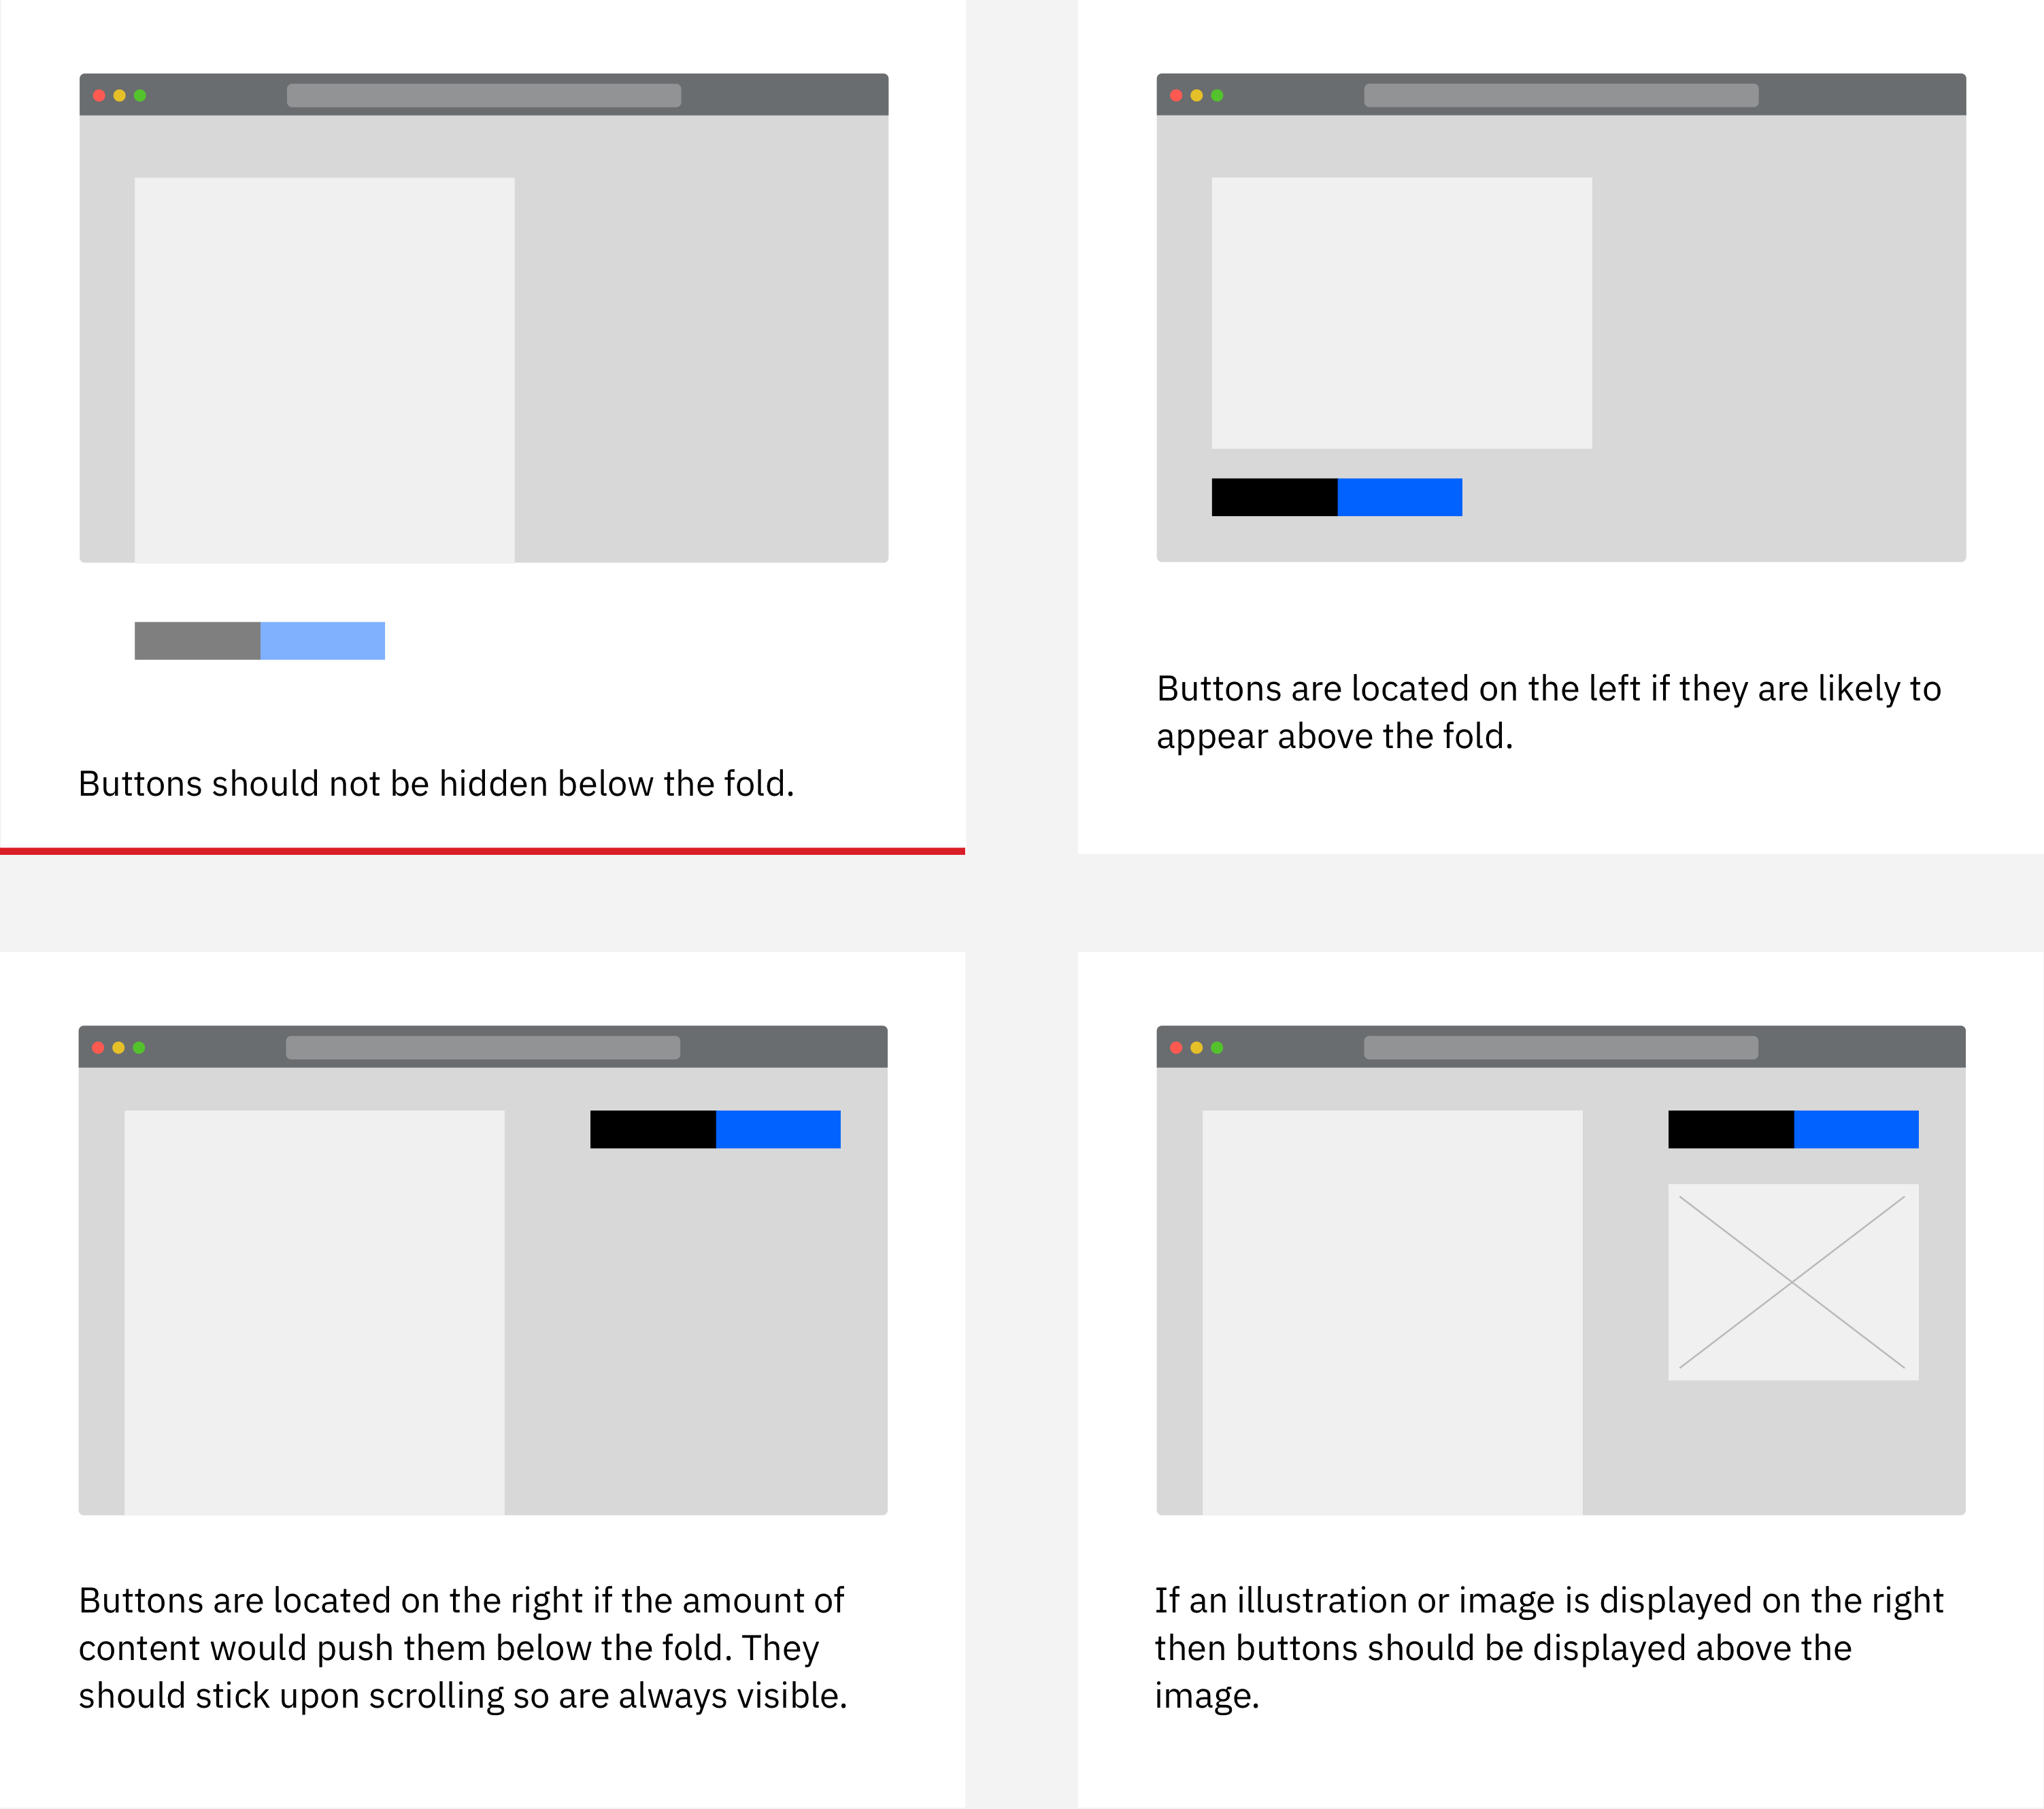 Buttons should not be hidden below the fold.
Buttons are located on the left if they are likely to
appear above the fold.
Buttons are located on the right if the amount of
content would push them below the fold. They
should stick upon scrolling so are always visible.
If an illustration or image is displayed on the right
then buttons should be displayed above the
image.